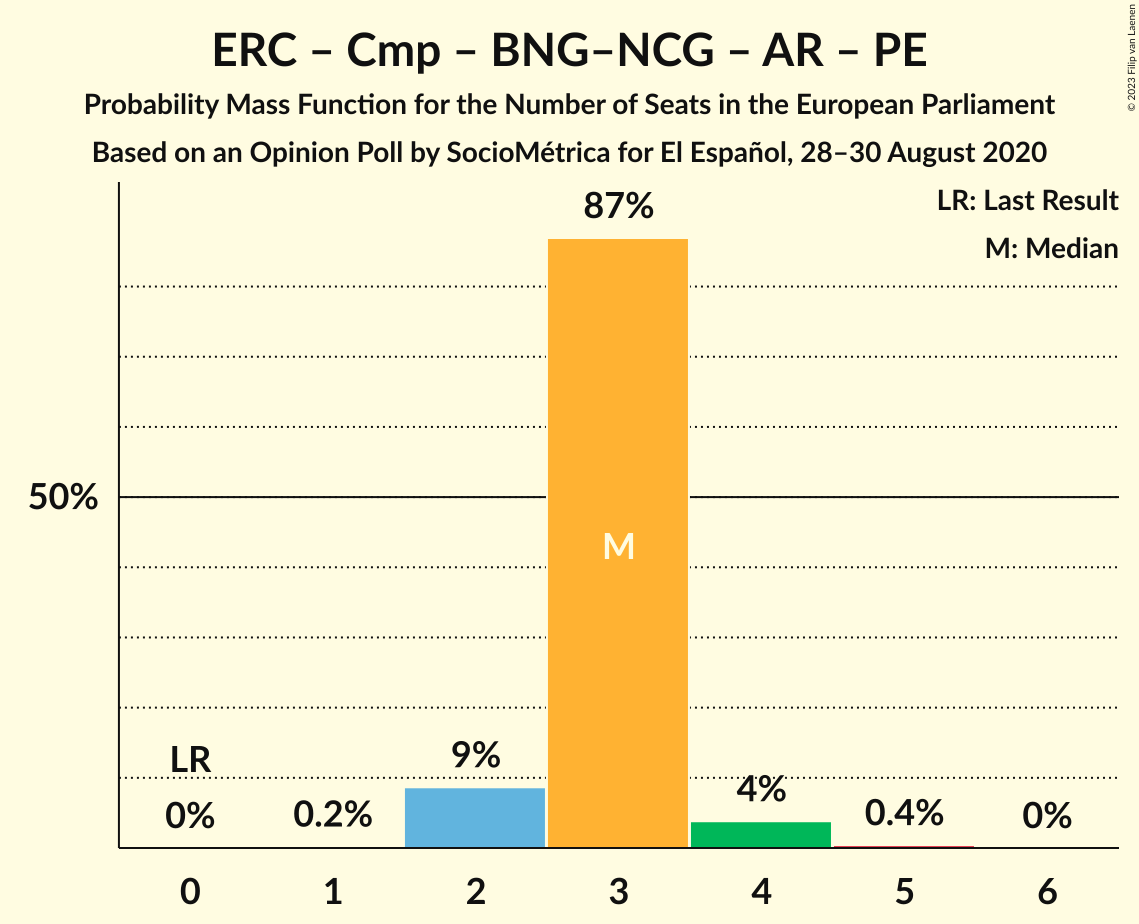 ERC – Cmp – BNG–NCG – AR – PE
Probability Mass Function for the Number of Seats in the European Parliament
Based on an Opinion Poll by SocioMétrica for El Español, 28–30 August 2020
© 2023 Filip van Laenen
LR: Last Result
M: Median
87%
50%
M
LR
9%
4%
0%
0.2%
0.4%
0%
0 1 2 3 4 5 6